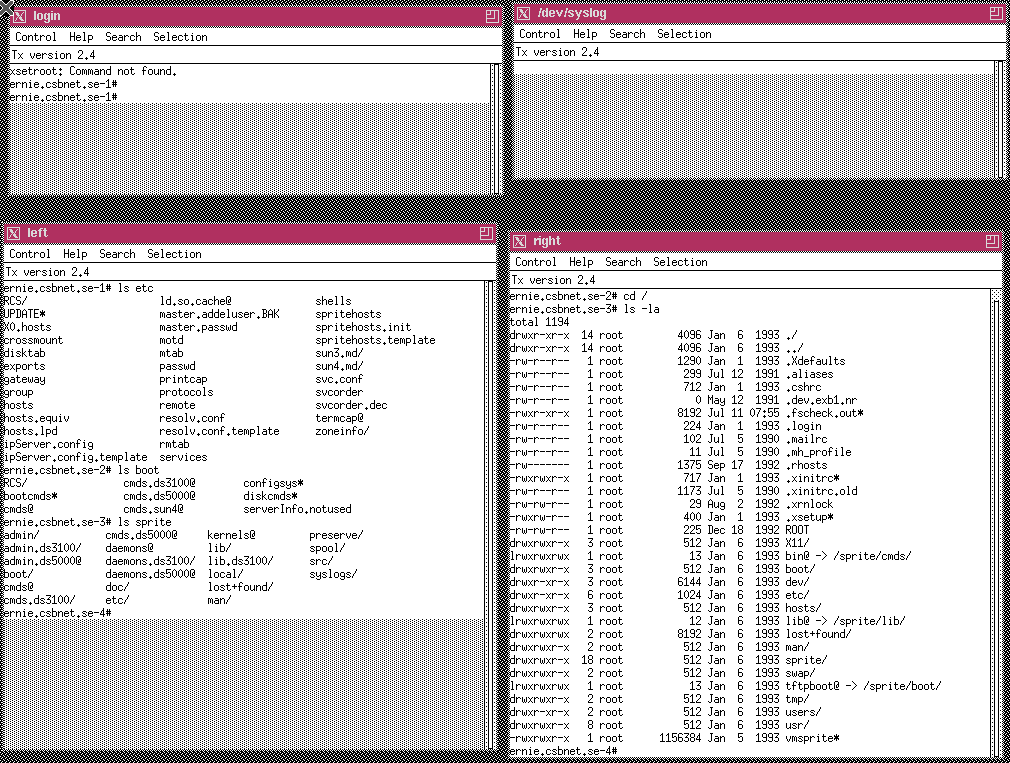 login
Control Help Search Selection
Tx version 2.4
xsetroot: Command not found.
ernie.csbnet.se-1#
ernie.csbnet.se-1#
/dev/syslog
Control Help Search Selection
Tx version 2.4
left
Control Help Search Selection
Tx version 2.4
ernie.csbnet.se-1# ls etc
RCS/ ld.so.cache@ shells
UPDATE* master.addeluser.BAK spritehosts
X0.hosts master.passwd spritehosts.init
crossmount motd spritehosts.template
disktab mtab sun3.md/
exports passwd sun4.md/
gateway printcap svc.conf
group protocols svcorder
hosts remote svcorder.dec
hosts.equiv resolv.conf termcap@
hosts.lpd resolv.conf.template zoneinfo/
ipServer.config rmtab
ipServer.config.template services
ernie.csbnet.se-2# ls boot
RCS/ cmds.ds3100@ configsys*
bootcmds* cmds.ds5000@ diskcmds*
cmds@ cmds.sun4@ serverInfo.notused
ernie.csbnet.se-3# ls sprite
admin/ cmds.ds5000@ kernels@ preserve/
admin.ds3100/ daemons@ lib/ spool/
admin.ds5000@ daemons.ds3100/ lib.ds3100/ src/
boot/ daemons.ds5000@ local/ syslogs/
cmds@ doc/ lost+found/
cmds.ds3100/ etc/ man/
ernie.csbnet.se-4#
right
Control Help Search Selection
Tx version 2.4
ernie.csbnet.se-2# cd /
ernie.csbnet.se-3# ls -la
total 1194
drwxr-xr-x 14 root 4096 Jan 6 1993 ./
drwxr-xr-x 14 root 4096 Jan 6 1993 ../
-rw-r--r-- 1 root 1290 Jan 1 1993 .Xdefaults
-rw-r--r-- 1 root 299 Jul 12 1991 .aliases
-rw-r--r-- 1 root 712 Jan 1 1993 .cshrc
-rw-r--r-- 1 root 0 May 12 1991 .dev.exb1.nr
-rwxr-xr-x 1 root 8192 Jul 11 07:55 .fscheck.out*
-rw-r--r-- 1 root 224 Jan 1 1993 .login
-rw-r--r-- 1 root 102 Jul 5 1990 .mailrc
-rw-r--r-- 1 root 11 Jul 5 1990 .mh_profile
-rw------- 1 root 1375 Sep 17 1992 .rhosts
-rwxrwxr-x 1 root 717 Jan 1 1993 .xinitrc*
-rw-r--r-- 1 root 1173 Jul 5 1990 .xinitrc.old
-rw-r--r-- 1 root 29 Aug 2 1992 .xrnlock
-rwxrwxr-x 1 root 400 Jan 1 1993 .xsetup*
-rw-r--r-- 1 root 225 Dec 18 1992 ROOT
drwxrwxr-x 3 root 512 Jan 6 1993 X11/
lrwxrwxrwx 1 root 13 Jan 6 1993 bin@ -> /sprite/cmds/
drwxrwxr-x 3 root 512 Jan 6 1993 boot/
drwxr-xr-x 3 root 6144 Jan 6 1993 dev/
drwxr-xr-x 6 root 1024 Jan 6 1993 etc/
drwxrwxr-x 3 root 512 Jan 6 1993 hosts/
lrwxrwxrwx 1 root 12 Jan 6 1993 lib@ -> /sprite/lib/
drwxrwxrwx 2 root 8192 Jan 6 1993 lost+found/
drwxrwxr-x 2 root 512 Jan 6 1993 man/
drwxrwxr-x 18 root 512 Jan 6 1993 sprite/
drwxrwxr-x 2 root 512 Jan 6 1993 swap/
lrwxrwxrwx 1 root 13 Jan 6 1993 tftpboot@ -> /sprite/boot/
drwxrwxrwx 2 root 512 Jan 6 1993 tmp/
drwxr-xr-x 2 root 512 Jan 6 1993 users/
drwxr-xr-x 8 root 512 Jan 6 1993 usr/
-rwxrwxr-x 1 root 1156384 Jan 5 1993 vmsprite*
ernie.csbnet.se-4#